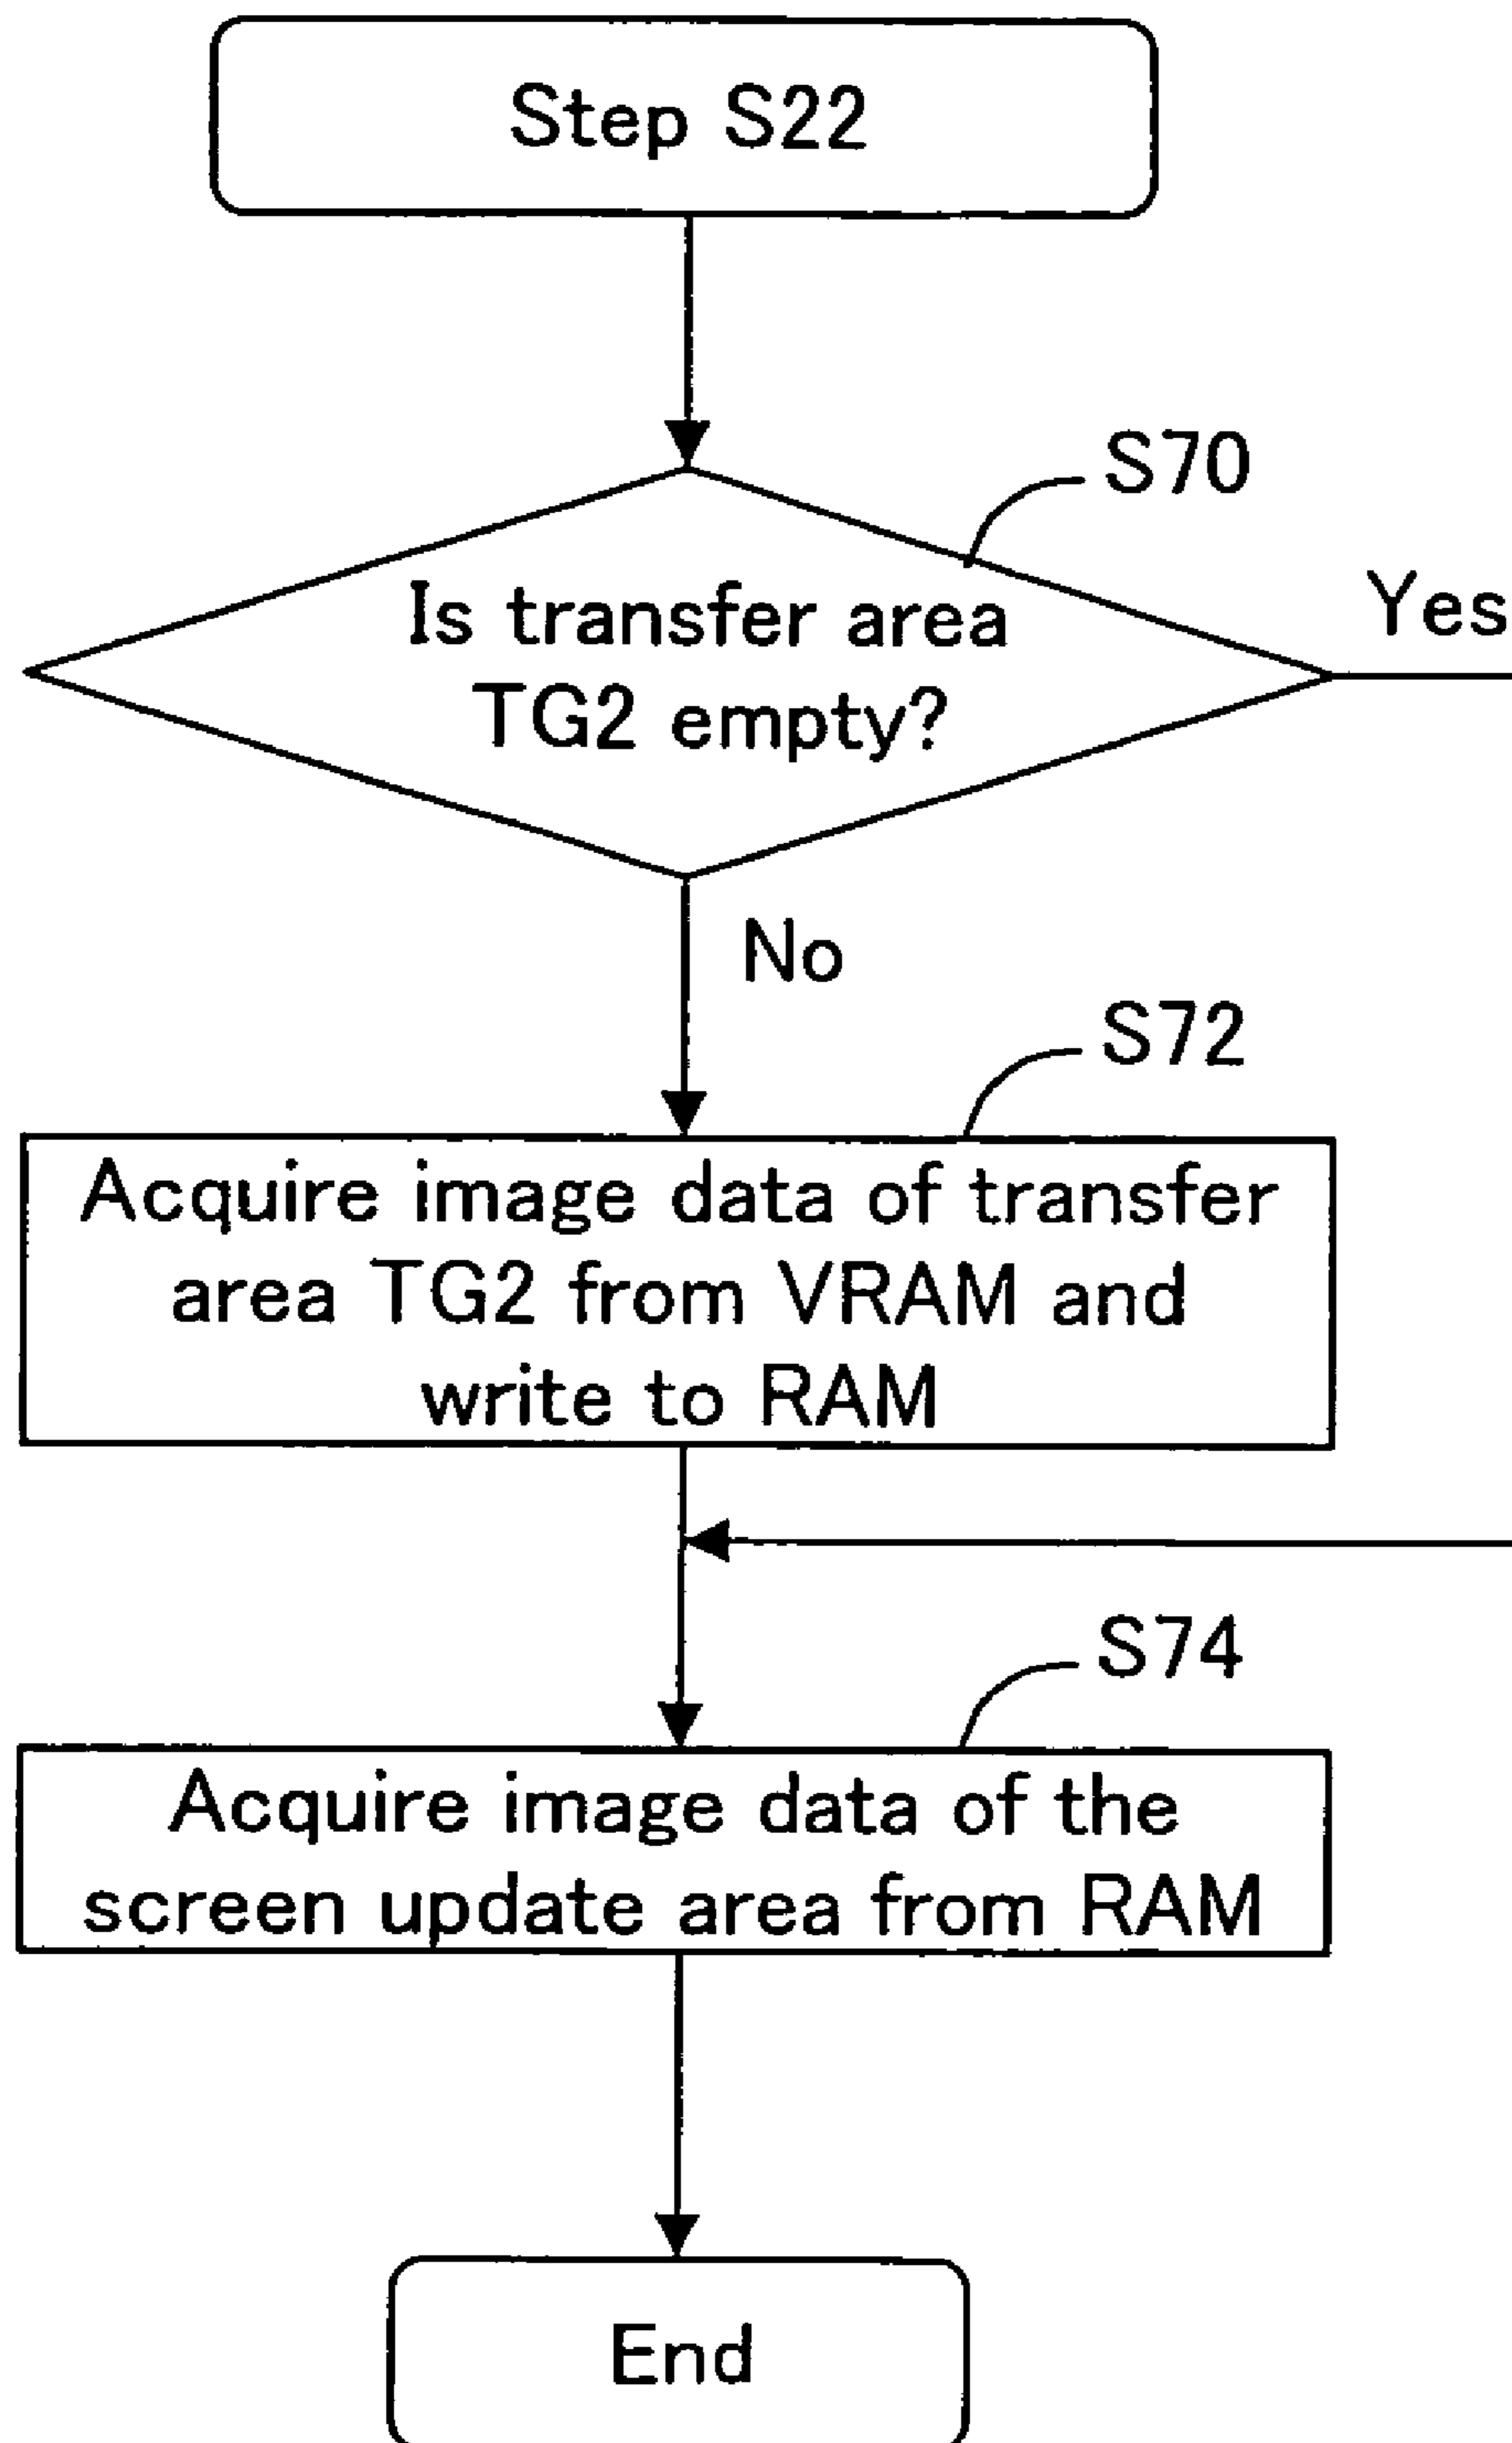 Step S22
S70
Is transfer area
TG2 empty?
Yes
No
S72
Acquire image data of transfer
area TG2 from VRAM and
write to RAM
S74
Acquire image data of the
screen update area from RAM
End